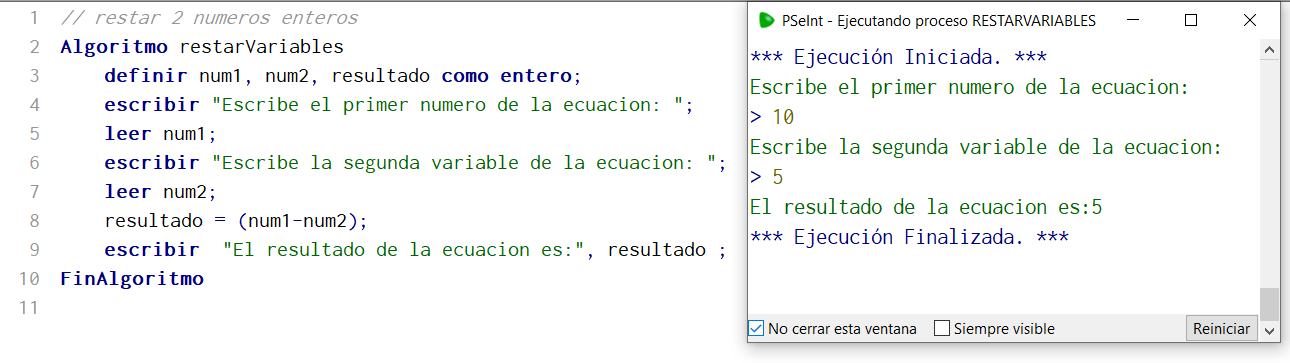 1 // restar 2 numeros enteros
2 Algoritmo restarVariables
3 definir num1, num2, resultado como entero;
4 escribir "Escribe el primer numero de la ecuacion: ";
5 leer num1;
6 escribir "Escribe la segunda variable de la ecuacion: ";
7 leer num2;
8 resultado = (num1-num2);
9 escribir  "El resultado de la ecuacion es:", resultado ;
10 FinAlgoritmo
11
PSeInt - Ejecutando proceso RESTARVARIABLES
*** Ejecución Iniciada. ***
Escribe el primer numero de la ecuacion:
> 10
Escribe la segunda variable de la ecuacion:
> 5
El resultado de la ecuacion es:5
*** Ejecución Finalizada. ***
No cerrar esta ventana Siempre visible Reiniciar